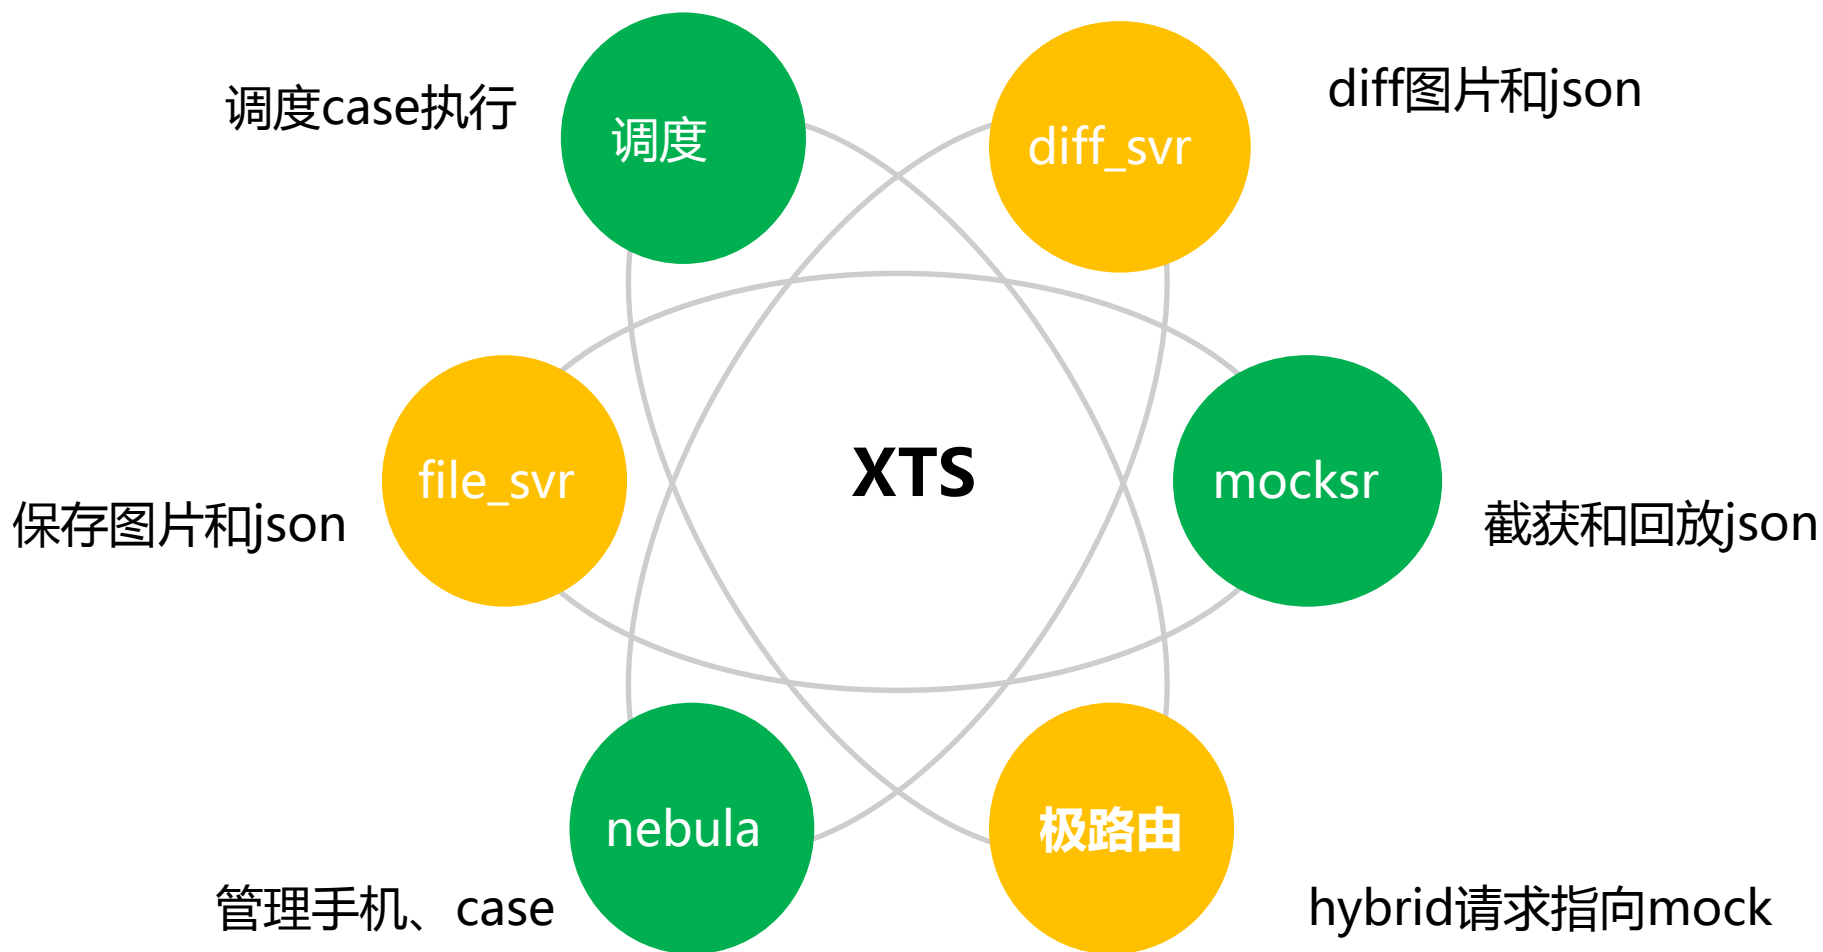 调度case执行
调度
diff_svr
diff图片和json
file_svr
保存图片和json
XTS
mocksr
截获和回放json
nebula
管理手机、case
极路由
hybrid请求指向mock